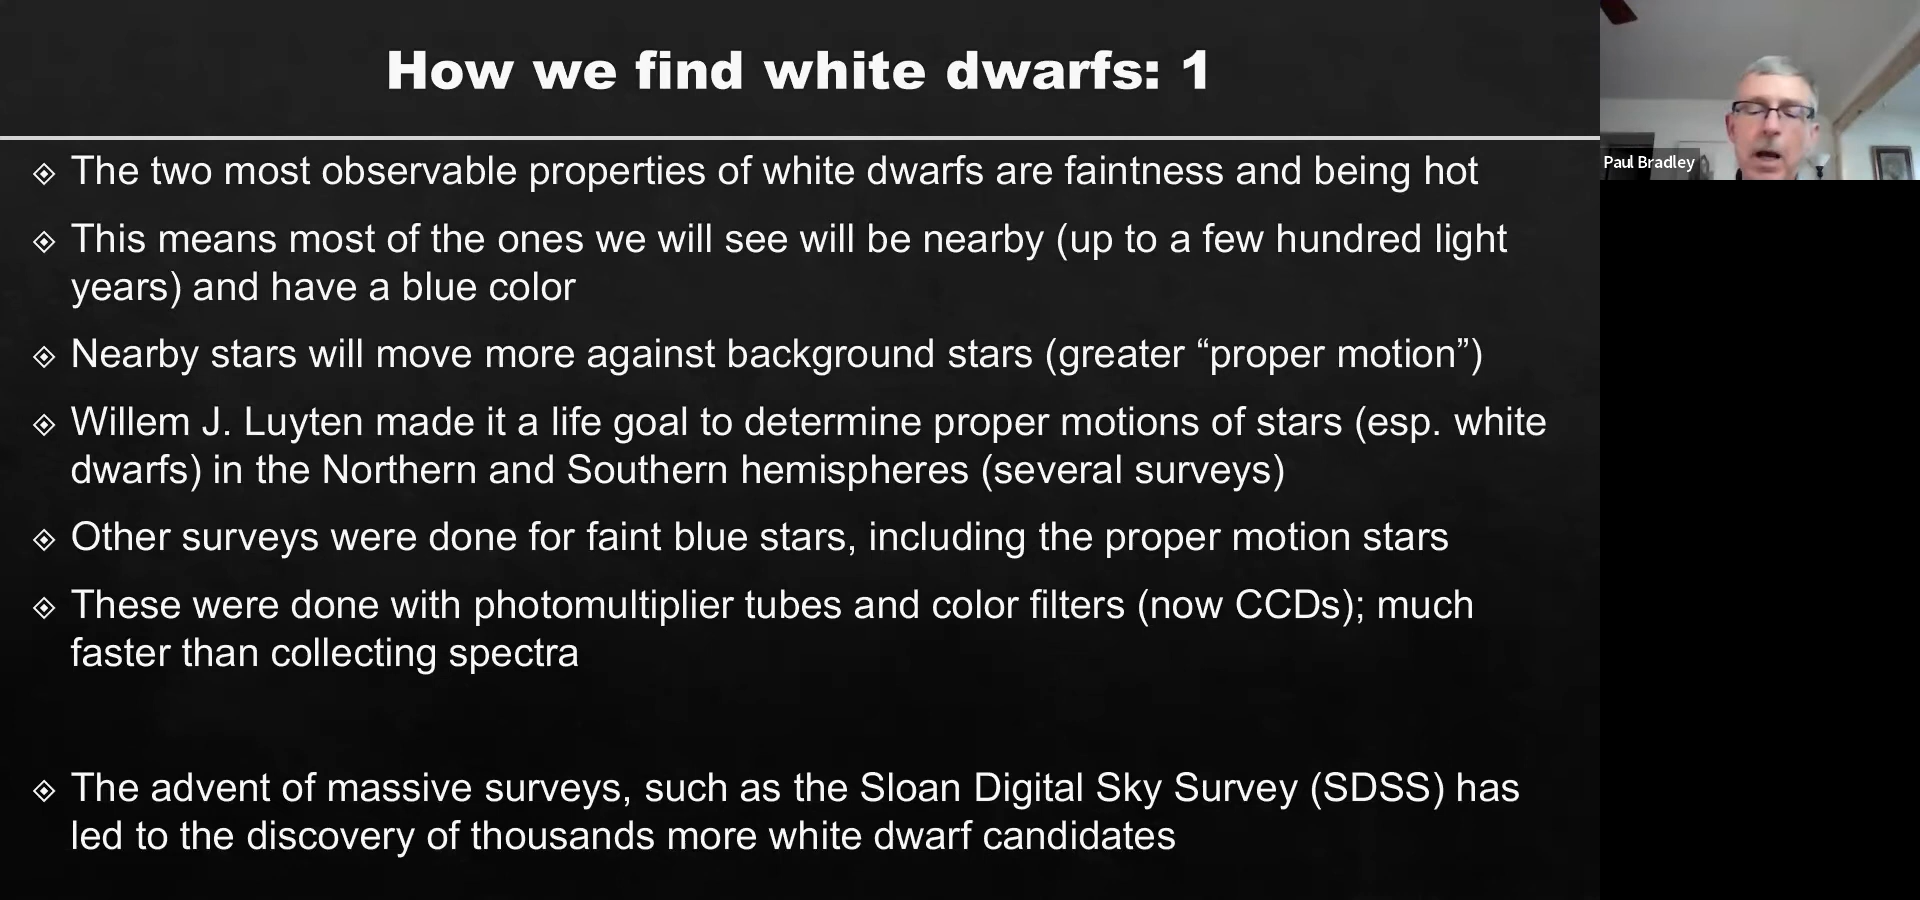 How we find white dwarfs: 1
The two most observable properties of white dwarfs are faintness and being hot
This means most of the ones we will see will be nearby (up to a few hundred light
years) and have a blue color
Nearby stars will move more against background stars (greater “proper motion”)
Willem J. Luyten made it a life goal to determine proper motions of stars (esp. white
dwarfs) in the Northern and Southern hemispheres (several surveys)
Other surveys were done for faint blue stars, including the proper motion stars
These were done with photomultiplier tubes and color filters (now CCDs); much
faster than collecting spectra
The advent of massive surveys, such as the Sloan Digital Sky Survey (SDSS) has
led to the discovery of thousands more white dwarf candidates
Paul Bradley